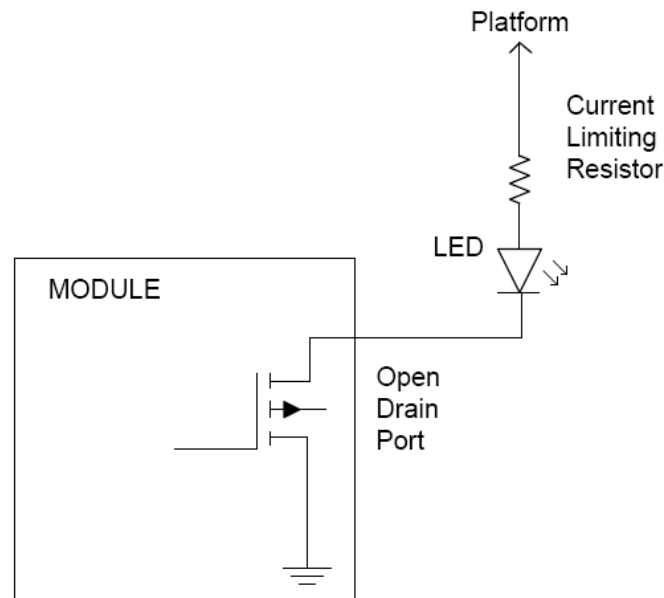 Platform
Current
Limiting
Resistor
LED
MODULE
Open
Drain
Port